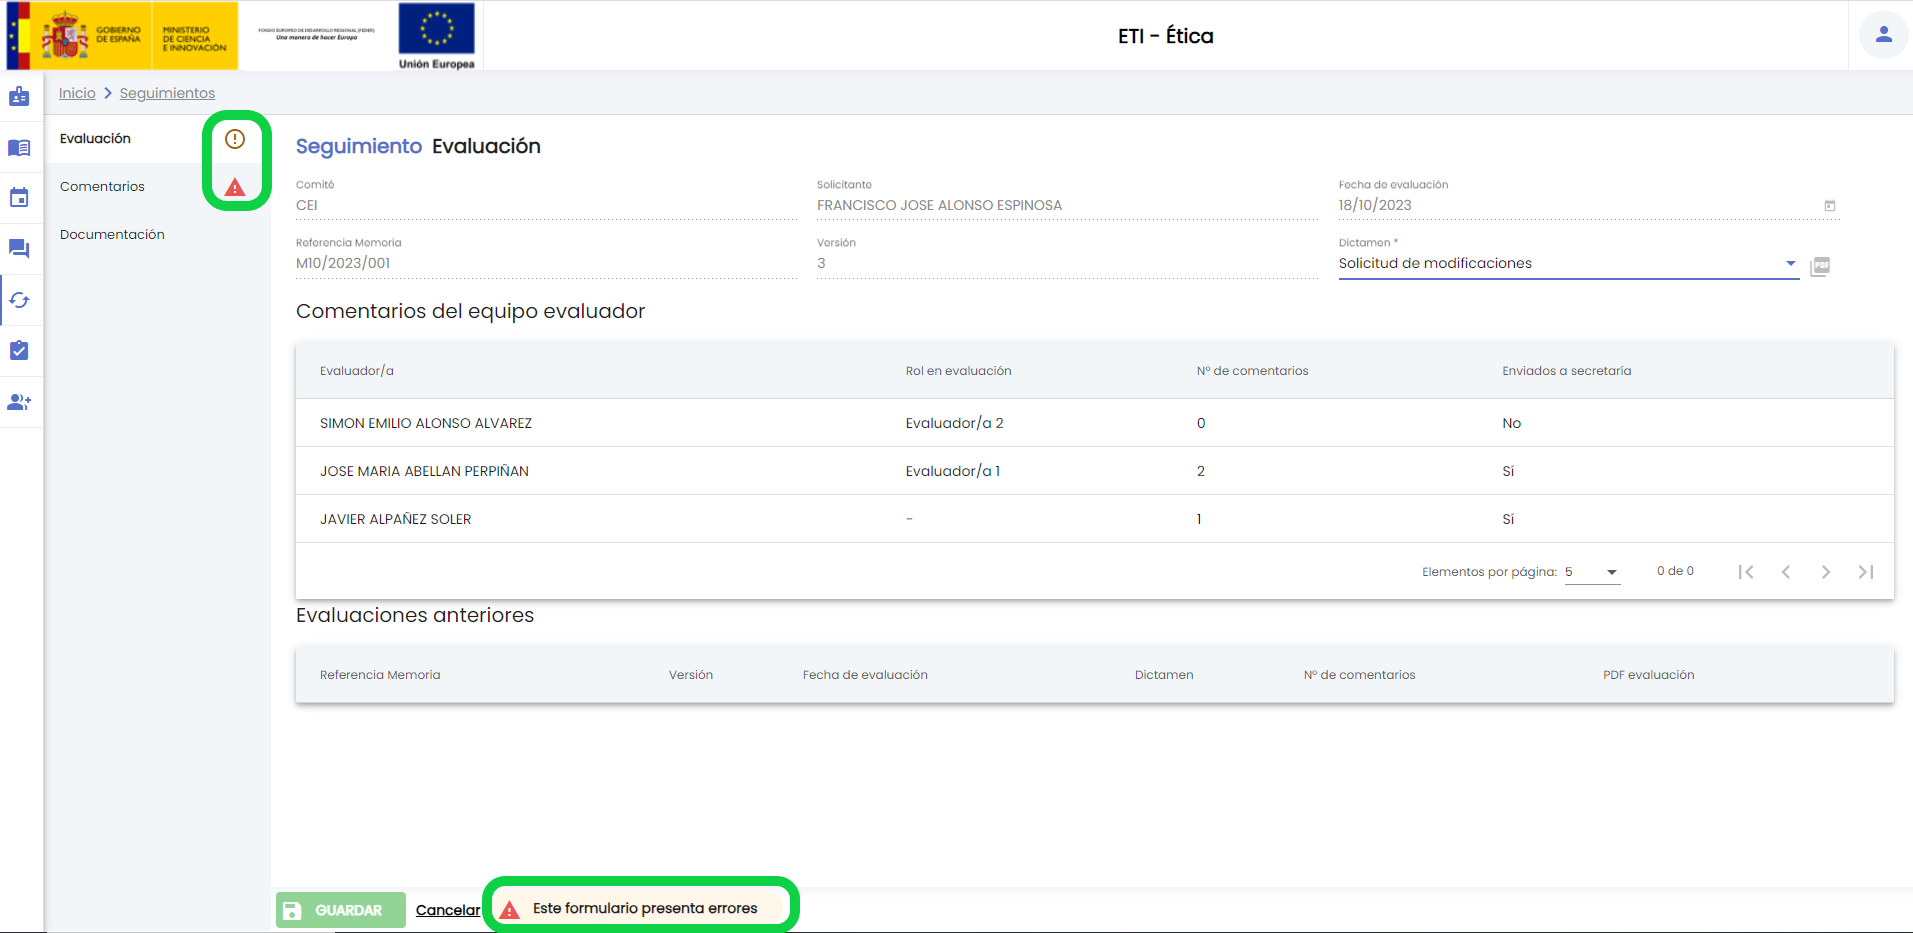 GOBIERNO
DE ESPAÑA
MINISTERIO
DE CIENCIA
E INNOVACIÓN
FONDO EUROPEO DE DESARROLLO REGIONAL (FEDER)
Una manera de hacer Europa
Unión Europea
ETI - Ética
Inicio Seguimientos
Evaluación
Comentarios
Documentación
Seguimiento Evaluación
Comité Solicitante Fecha de evaluación
CEI FRANCISCO JOSE ALONSO ESPINOSA 18/10/2023
Referencia Memoria Versión Dictamen *
M10/2023/001 3 Solicitud de modificaciones
PDF
Comentarios del equipo evaluador
Evaluador/a Rol en evaluación Nº de comentarios Enviados a secretaría
SIMON EMILIO ALONSO ALVAREZ Evaluador/a 2 0 No
JOSE MARIA ABELLAN PERPIÑAN Evaluador/a 1 2 Sí
JAVIER ALPAÑEZ SOLER - 1 Sí
Elementos por página: 5 0 de 0
Evaluaciones anteriores
Referencia Memoria Versión Fecha de evaluación Dictamen Nº de comentarios PDF evaluación
GUARDAR Cancelar Este formulario presenta errores